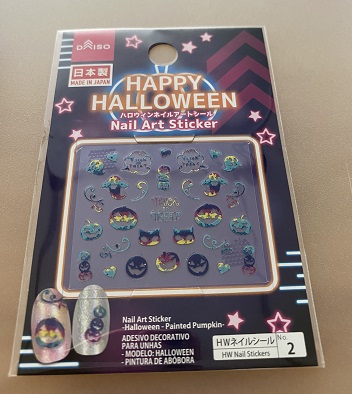 DAISO
日本製
MADE IN JAPAN
HAPPY
HALLOWEEN
ハロウィンネイルアートシール
Nail Art Sticker
Nail Art Sticker
-Halloween - Painted Pumpkin-
ADESIVO DECORATIVO
PARA UNHAS
- MODELO: HALLOWEEN
- PINTURA DE ABÓBORA
HWネイルシール
HW Nail Stickers
No.
2